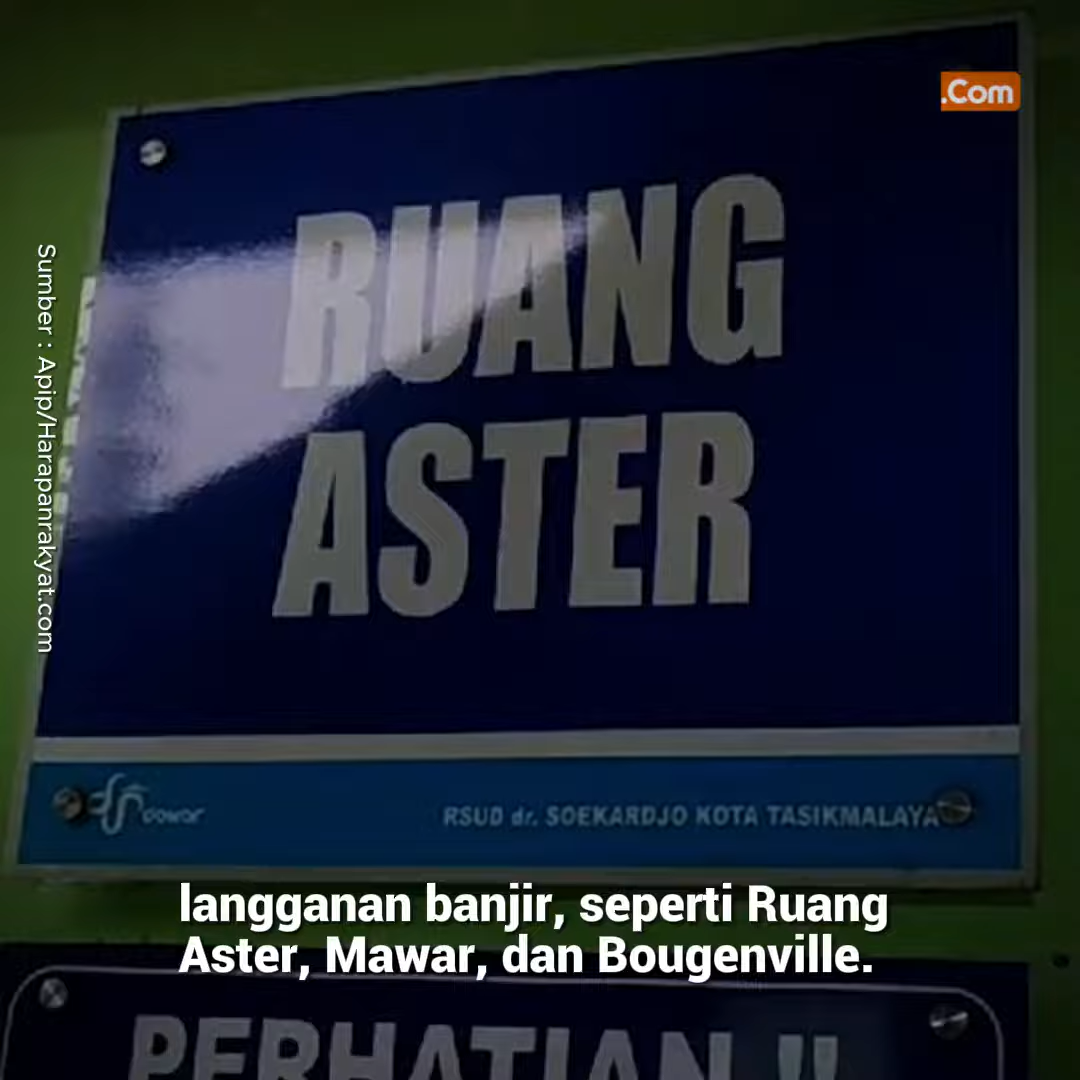 .Com
RUANG
ASTER
Sumber : Apip/Harapanrakyat.com
RSUD dr. SOEKARDJO KOTA TASIKMALAYA
langganan banjir, seperti Ruang
Aster, Mawar, dan Bougenville.
PERHATIAN !!